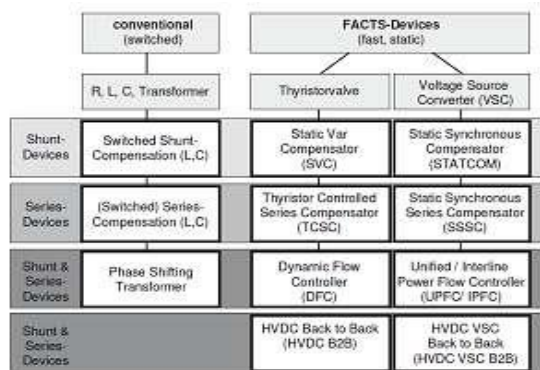 conventional
(switched)
FACTS-Devices
(fast, static)
R, L, C, Transformer
Thyristorvalve
Voltage Source
Converter (VSC)
Shunt-
Devices
Switched Shunt-
Compensation (L,C)
Static Var
Compensator
(SVC)
Static Synchronous
Compensator
(STATCOM)
Series-
Devices
(Switched) Series-
Compensation (L,C)
Thyristor Controlled
Series Compensator
(TCSC)
Static Synchronous
Series Compensator
(SSSC)
Shunt &
Series-
Devices
Phase Shifting
Transformer
Dynamic Flow
Controller
(DFC)
Unified / Interline
Power Flow Controller
(UPFC/ IPFC)
Shunt &
Series-
Devices
HVDC Back to Back
(HVDC B2B)
HVDC VSC
Back to Back
(HVDC VSC B2B)